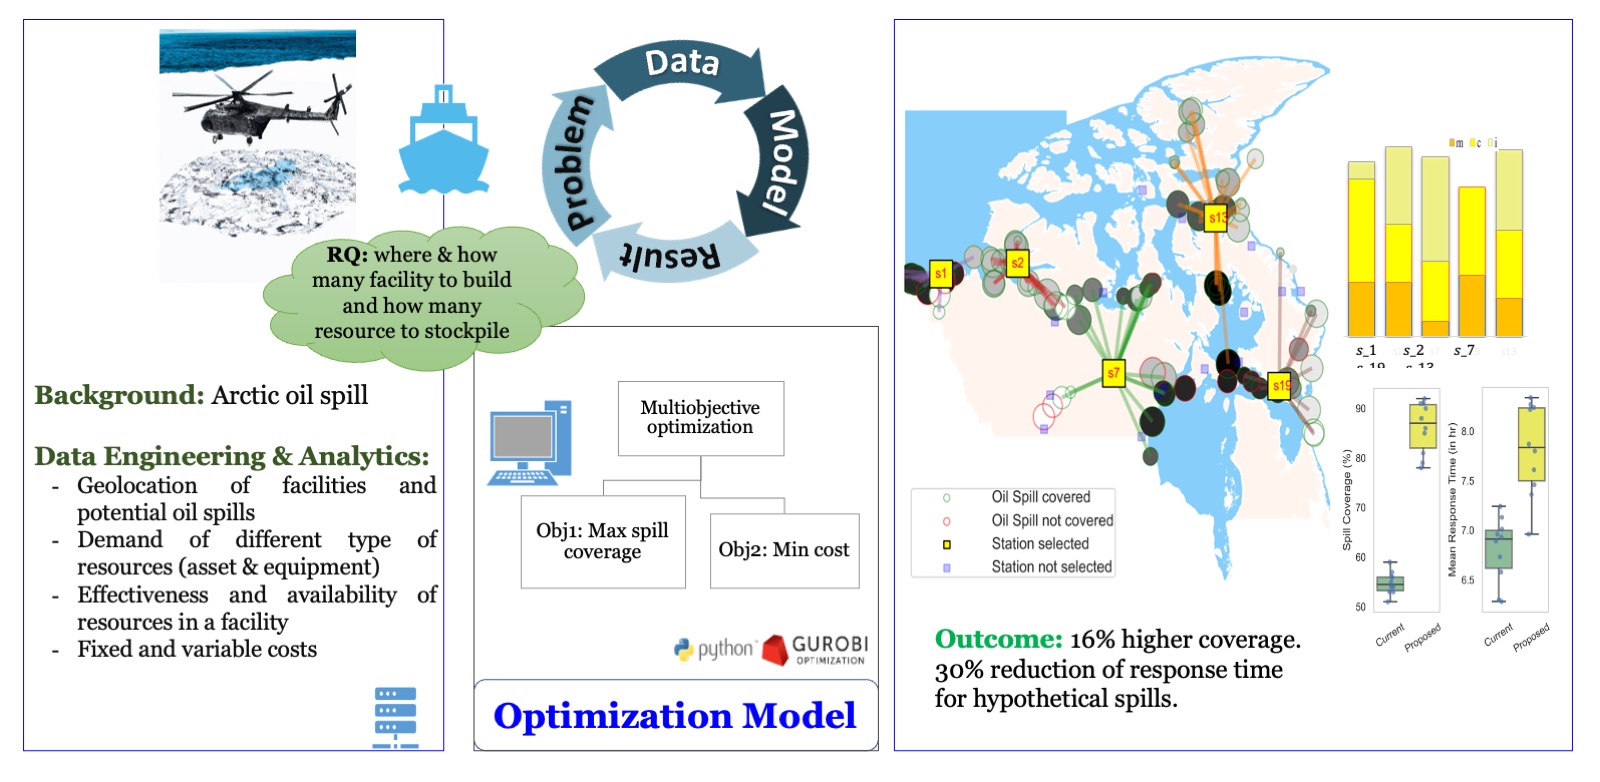 Data
Model
Result
Problem
RQ: where & how
many facility to build
and how many
resource to stockpile
Background: Arctic oil spill
Data Engineering & Analytics:
- Geolocation of facilities and
potential oil spills
- Demand of different type of
resources (asset & equipment)
- Effectiveness and availability of
resources in a facility
- Fixed and variable costs
Multiobjective
optimization
Obj1: Max spill
coverage
Obj2: Min cost
python
GUROBI
OPTIMIZATION
Optimization Model
s1
s2
s13
s7
s19
Oil Spill covered
Oil Spill not covered
Station selected
Station not selected
m c i
s_1 s_2 s_7
s_19 s_13
s13
Spill Coverage (%)
90
80
70
60
50
Current
Proposed
Mean Response Time (in hr)
8.0
7.5
7.0
6.5
Current
Proposed
Outcome: 16% higher coverage.
30% reduction of response time
for hypothetical spills.